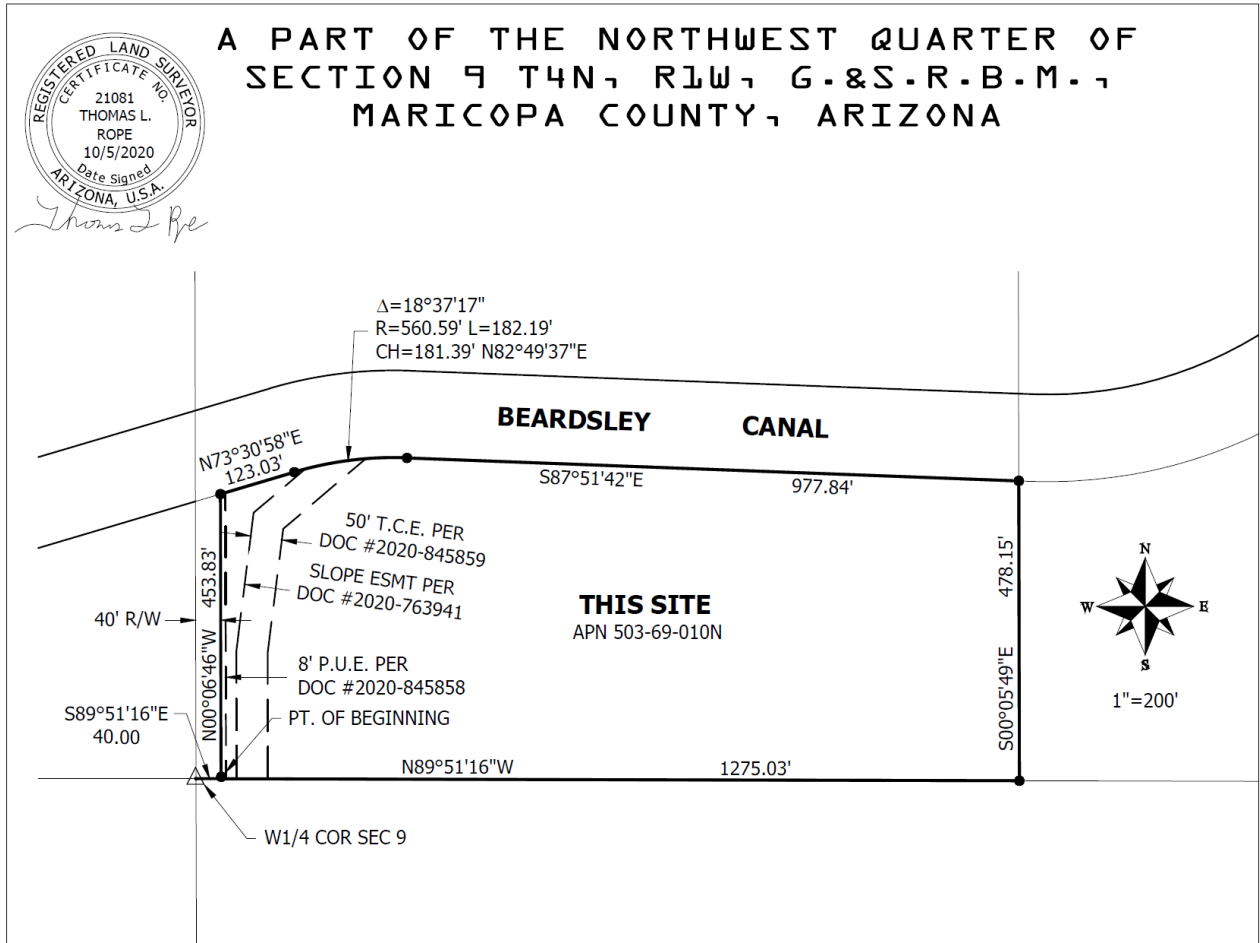 A PART OF THE NORTHWEST QUARTER OF
SECTION 9 T4N, R1W, G.&S.R.B.M.,
MARICOPA COUNTY, ARIZONA
REGISTERED LAND SURVEYOR
CERTIFICATE NO.
21081
THOMAS L.
ROPE
10/5/2020
Date Signed
ARIZONA, U.S.A.
Δ=18°37'17"
R=560.59' L=182.19'
CH=181.39' N82°49'37"E
BEARDSLEY CANAL
N73°30'58"E
123.03'
S87°51'42"E 977.84'
50' T.C.E. PER
DOC #2020-845859
SLOPE ESMT PER
DOC #2020-763941
THIS SITE
APN 503-69-010N
453.83'
N00°06'46"W
40' R/W
478.15'
S00°05'49"E
N
W
E
S
1"=200'
8' P.U.E. PER
DOC #2020-845858
S89°51'16"E
40.00
PT. OF BEGINNING
N89°51'16"W 1275.03'
W1/4 COR SEC 9